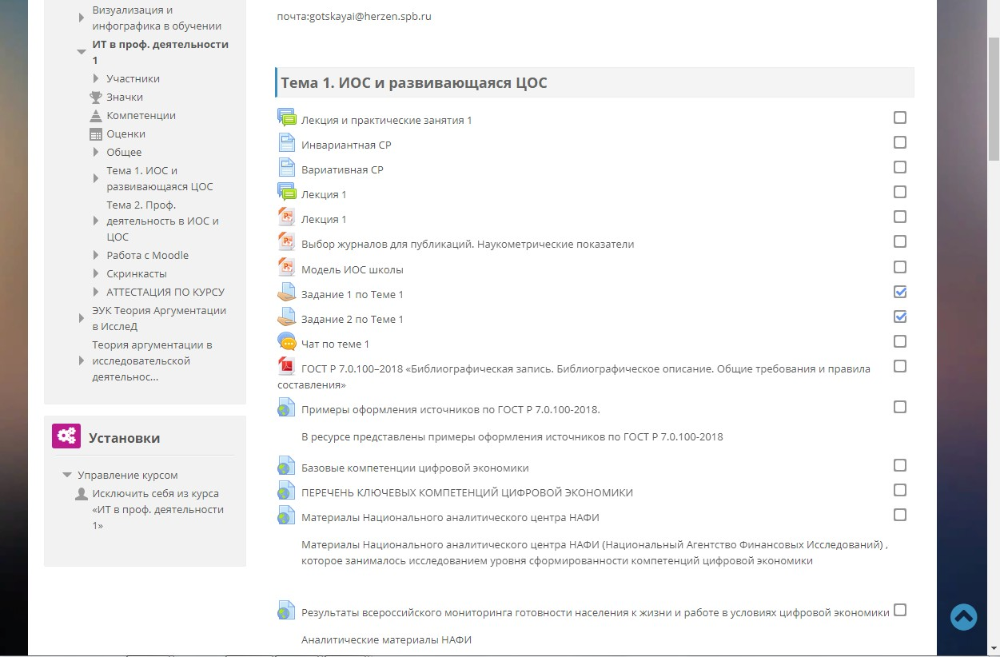 Визуализация и
инфографика в обучении
ИТ в проф. деятельности
1
Участники
Значки
Компетенции
Оценки
Общее
Тема 1. ИОС и
развивающаяся ЦОС
Тема 2. Проф.
деятельность в ИОС и
ЦОС
Работа с Moodle
Скринкасты
АТТЕСТАЦИЯ ПО КУРСУ
ЭУК Теория Аргументации
в ИсслеД
Теория аргументации в
исследовательской
деятельнос...
Установки
Управление курсом
Исключить себя из курса
«ИТ в проф. деятельности
1»
почта:gotskayai@herzen.spb.ru
Тема 1. ИОС и развивающаяся ЦОС
Лекция и практические занятия 1
Инвариантная СР
Вариативная СР
Лекция 1
Лекция 1
Выбор журналов для публикаций. Наукометрические показатели
Модель ИОС школы
Задание 1 по Теме 1
Задание 2 по Теме 1
Чат по теме 1
ГОСТ Р 7.0.100–2018 «Библиографическая запись. Библиографическое описание. Общие требования и правила
составления»
Примеры оформления источников по ГОСТ Р 7.0.100-2018.
В ресурсе представлены примеры оформления источников по ГОСТ Р 7.0.100-2018
Базовые компетенции цифровой экономики
ПЕРЕЧЕНЬ КЛЮЧЕВЫХ КОМПЕТЕНЦИЙ ЦИФРОВОЙ ЭКОНОМИКИ
Материалы Национального аналитического центра НАФИ
Материалы Национального аналитического центра НАФИ (Национальный Агентство Финансовых Исследований) ,
которое занималось исследованием уровня сформированности компетенций цифровой экономики
Результаты всероссийского мониторинга готовности населения к жизни и работе в условиях цифровой экономики
Аналитические материалы НАФИ